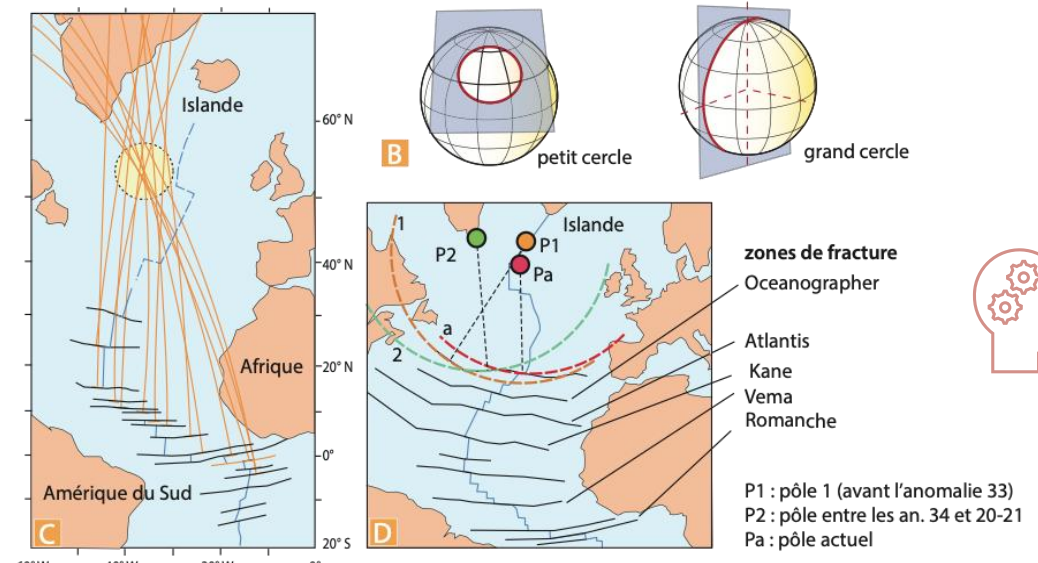 Islande
60° N
40° N
20° N
0°
20° S
Afrique
Amérique du Sud
C
B
petit cercle
grand cercle
1
Islande
P2
P1
Pa
a
2
D
zones de fracture
Oceanographer
Atlantis
Kane
Vema
Romanche
P1 : pôle 1 (avant l'anomalie 33)
P2 : pôle entre les an. 34 et 20-21
Pa : pôle actuel